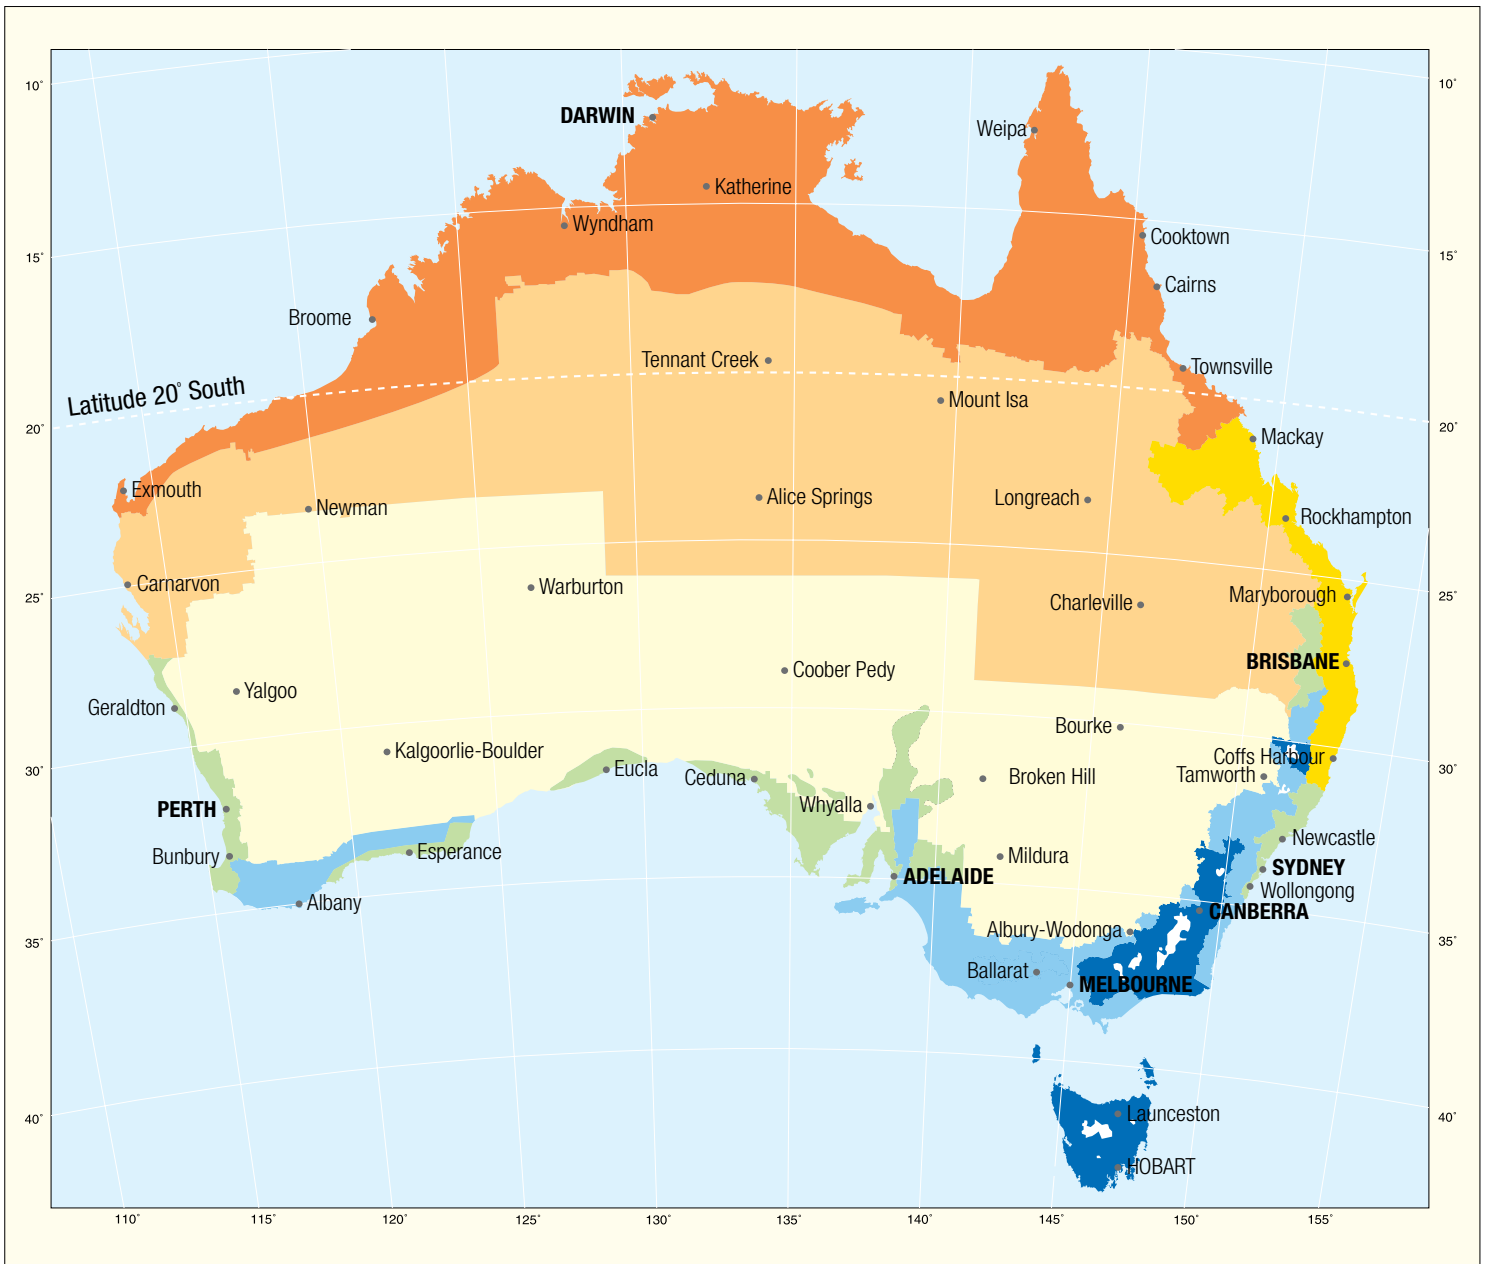 10°
10°
DARWIN
Weipa
Katherine
Wyndham
Cooktown
15°
15°
Cairns
Broome
Tennant Creek
Townsville
Latitude 20° South
Mount Isa
20°
20°
Mackay
Exmouth
Alice Springs
Longreach
Newman
Rockhampton
Carnarvon
Warburton
25°
Charleville
Maryborough
25°
BRISBANE
Coober Pedy
Yalgoo
Geraldton
Bourke
Kalgoorlie-Boulder
Coffs Harbour
30°
Eucla
Ceduna
Broken Hill
Tamworth
30°
PERTH
Whyalla
Newcastle
Bunbury
Esperance
Mildura
SYDNEY
ADELAIDE
Wollongong
Albany
CANBERRA
35°
Albury-Wodonga
35°
Ballarat
MELBOURNE
40°
Launceston
40°
HOBART
110°
115°
120°
125°
130°
135°
140°
145°
150°
155°